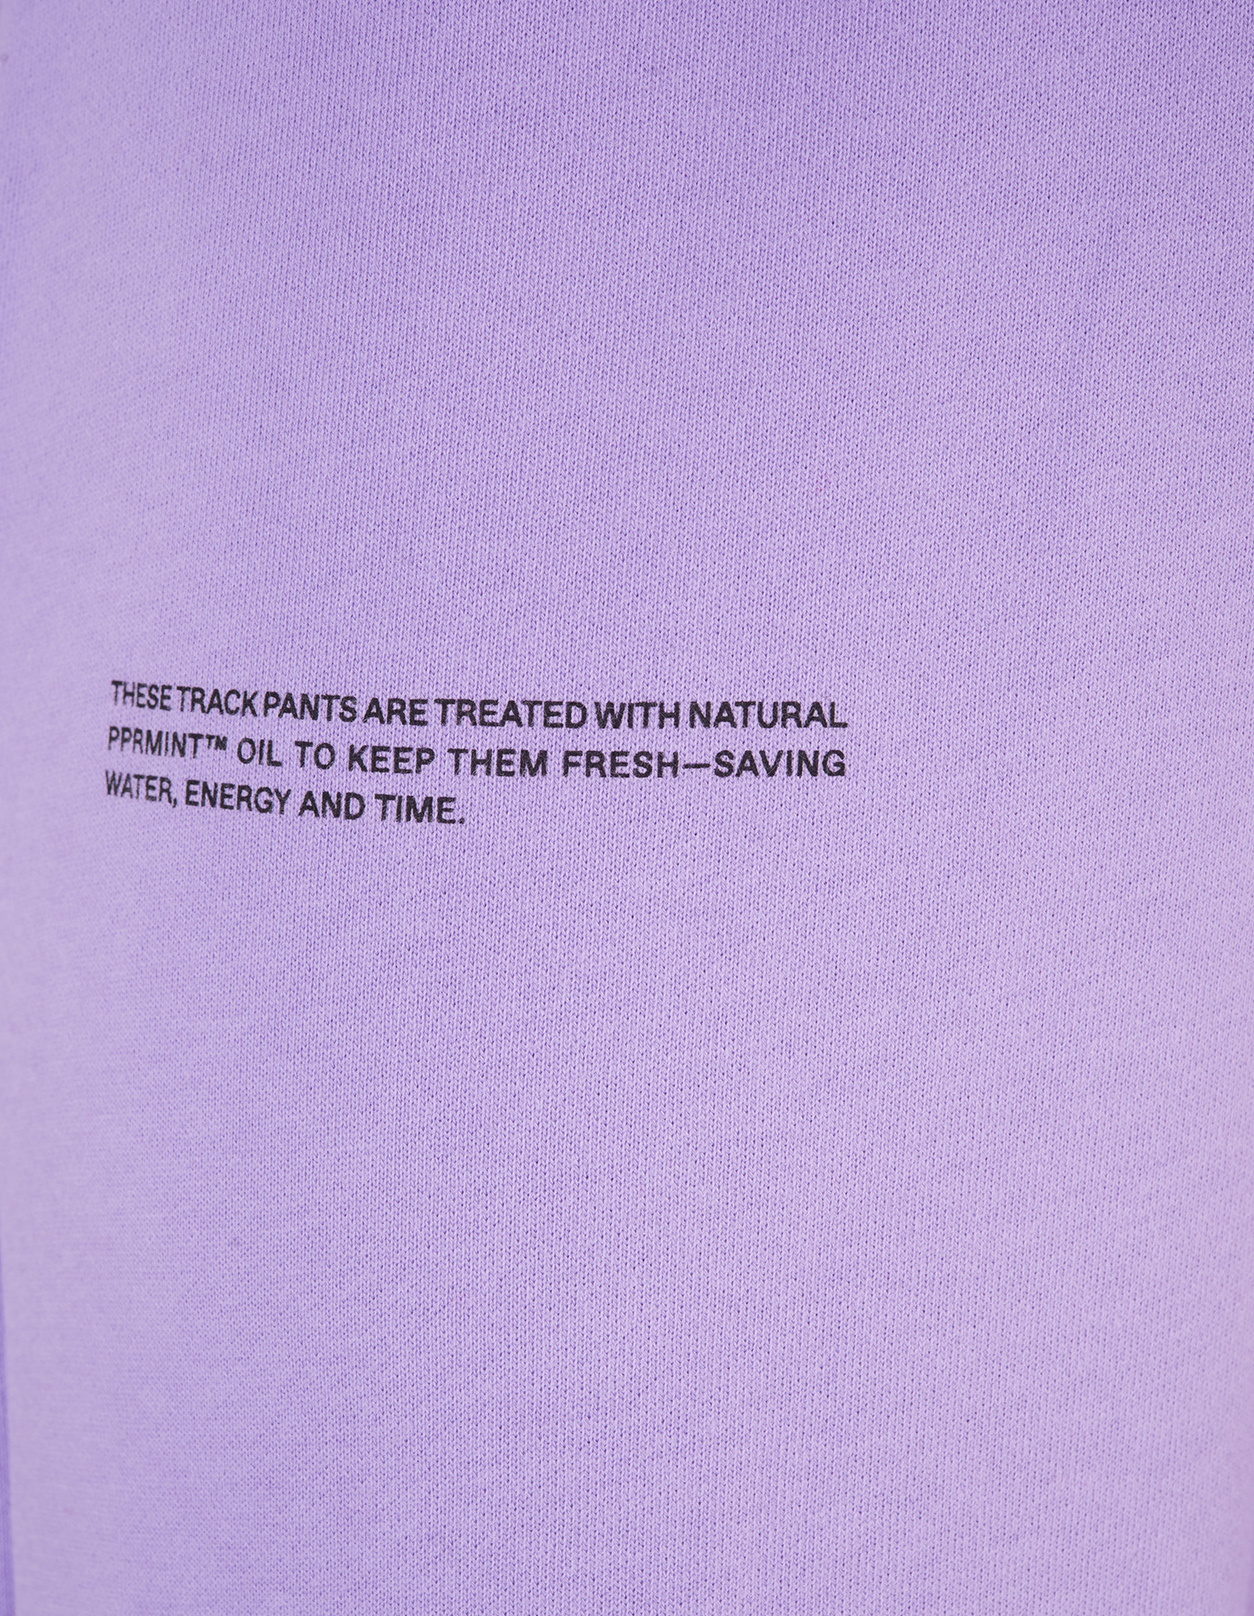 THESE TRACK PANTS ARE TREATED WITH NATURAL
PPRMINT™ OIL TO KEEP THEM FRESH—SAVING
WATER, ENERGY AND TIME.